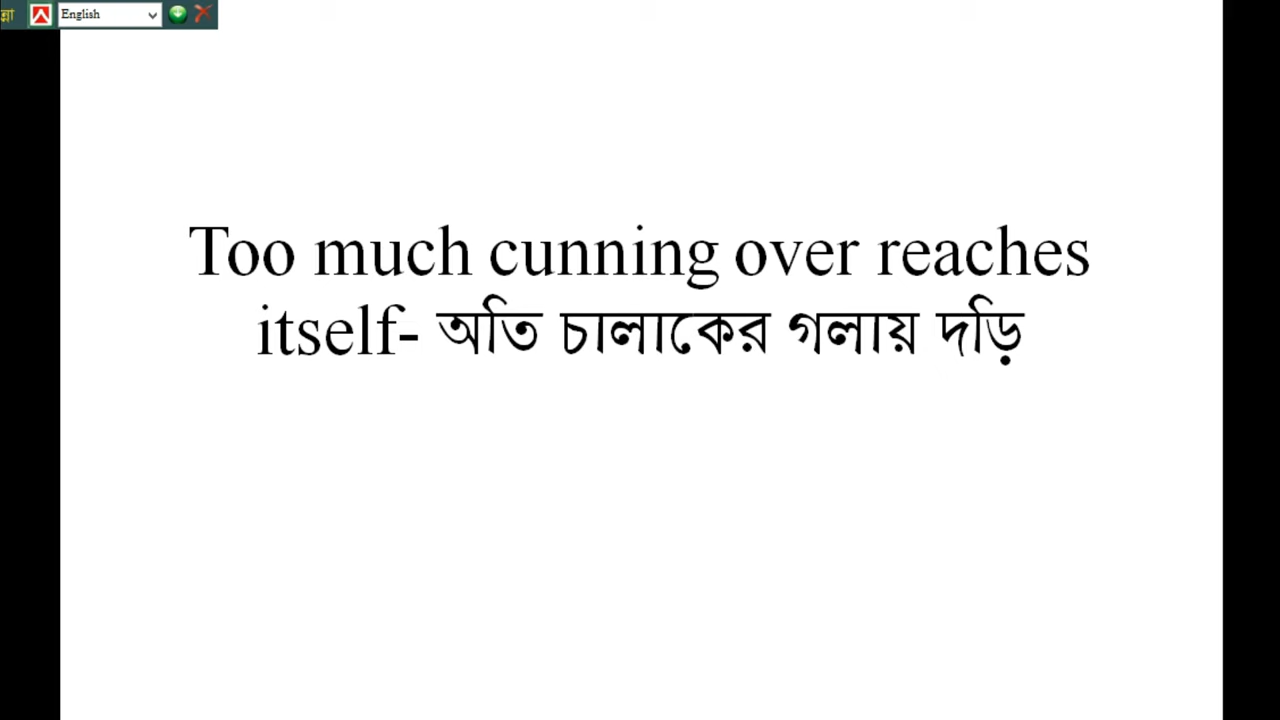 English
Too much cunning over reaches
itself- অতি চালাকের গলায় দড়ি